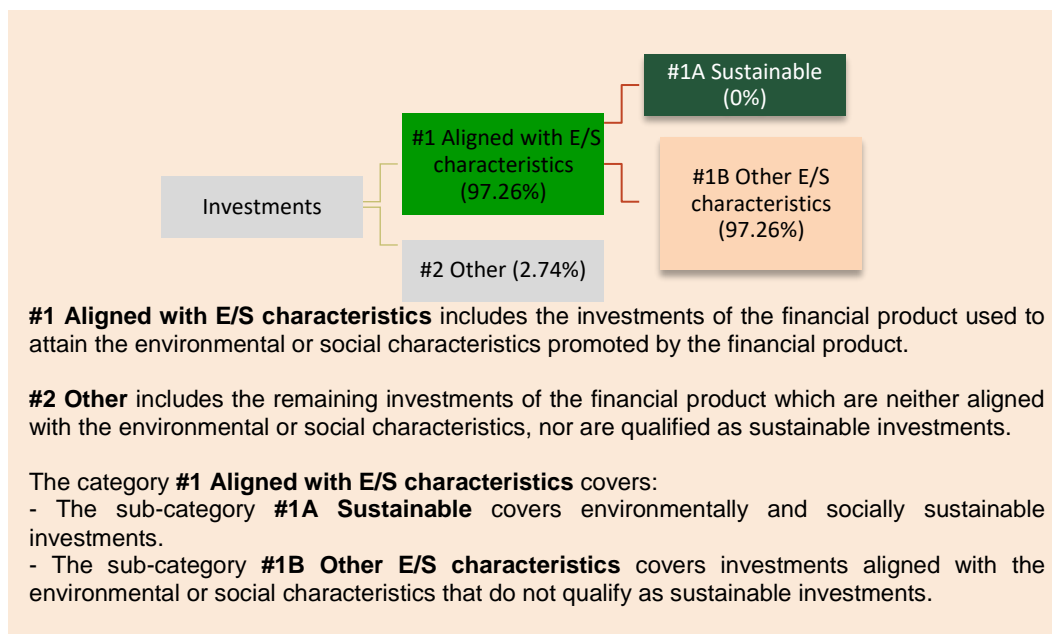 #1A Sustainable
(0%)
#1 Aligned with E/S
characteristics
(97.26%)
#1B Other E/S
characteristics
(97.26%)
Investments
#2 Other (2.74%)
#1 Aligned with E/S characteristics includes the investments of the financial product used to
attain the environmental or social characteristics promoted by the financial product.
#2 Other includes the remaining investments of the financial product which are neither aligned
with the environmental or social characteristics, nor are qualified as sustainable investments.
The category #1 Aligned with E/S characteristics covers:
- The sub-category #1A Sustainable covers environmentally and socially sustainable
investments.
- The sub-category #1B Other E/S characteristics covers investments aligned with the
environmental or social characteristics that do not qualify as sustainable investments.